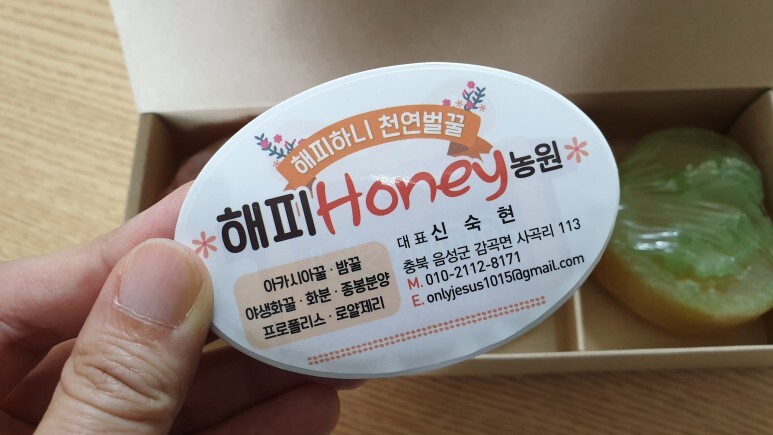 해피하니 천연벌꿀
해피Honey농원
대표 신 숙 현
충북 음성군 감곡면 사곡리 113
M. 010-2112-8171
E. onlyjesus1015@gmail.com
아카시아꿀·밤꿀
야생화꿀·화분·종봉분양
프로폴리스·로얄제리